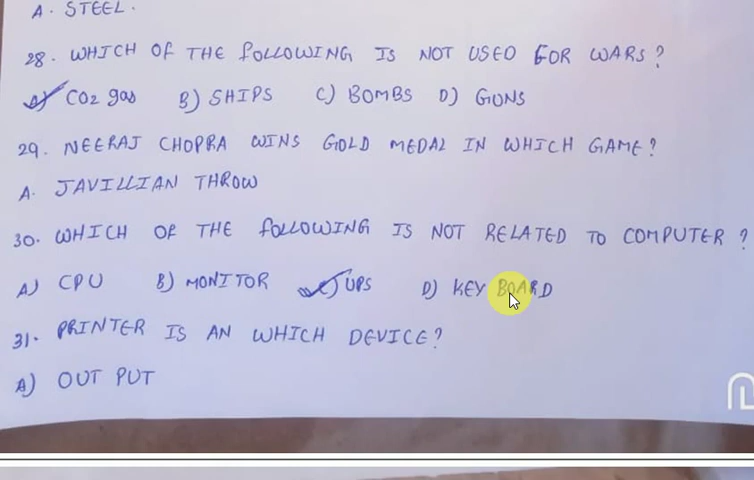 A. STEEL.
28. WHICH OF THE FOLLOWING IS NOT USED FOR WARS?
A) CO2 gas B) SHIPS C) BOMBS D) GUNS
29. NEERAJ CHOPRA WINS GOLD MEDAL IN WHICH GAME?
A. JAVILLIAN THROW
30. WHICH OF THE FOLLOWING IS NOT RELATED TO COMPUTER?
A) CPU B) MONITOR C) UPS D) KEY BOARD
31. PRINTER IS AN WHICH DEVICE?
A) OUT PUT